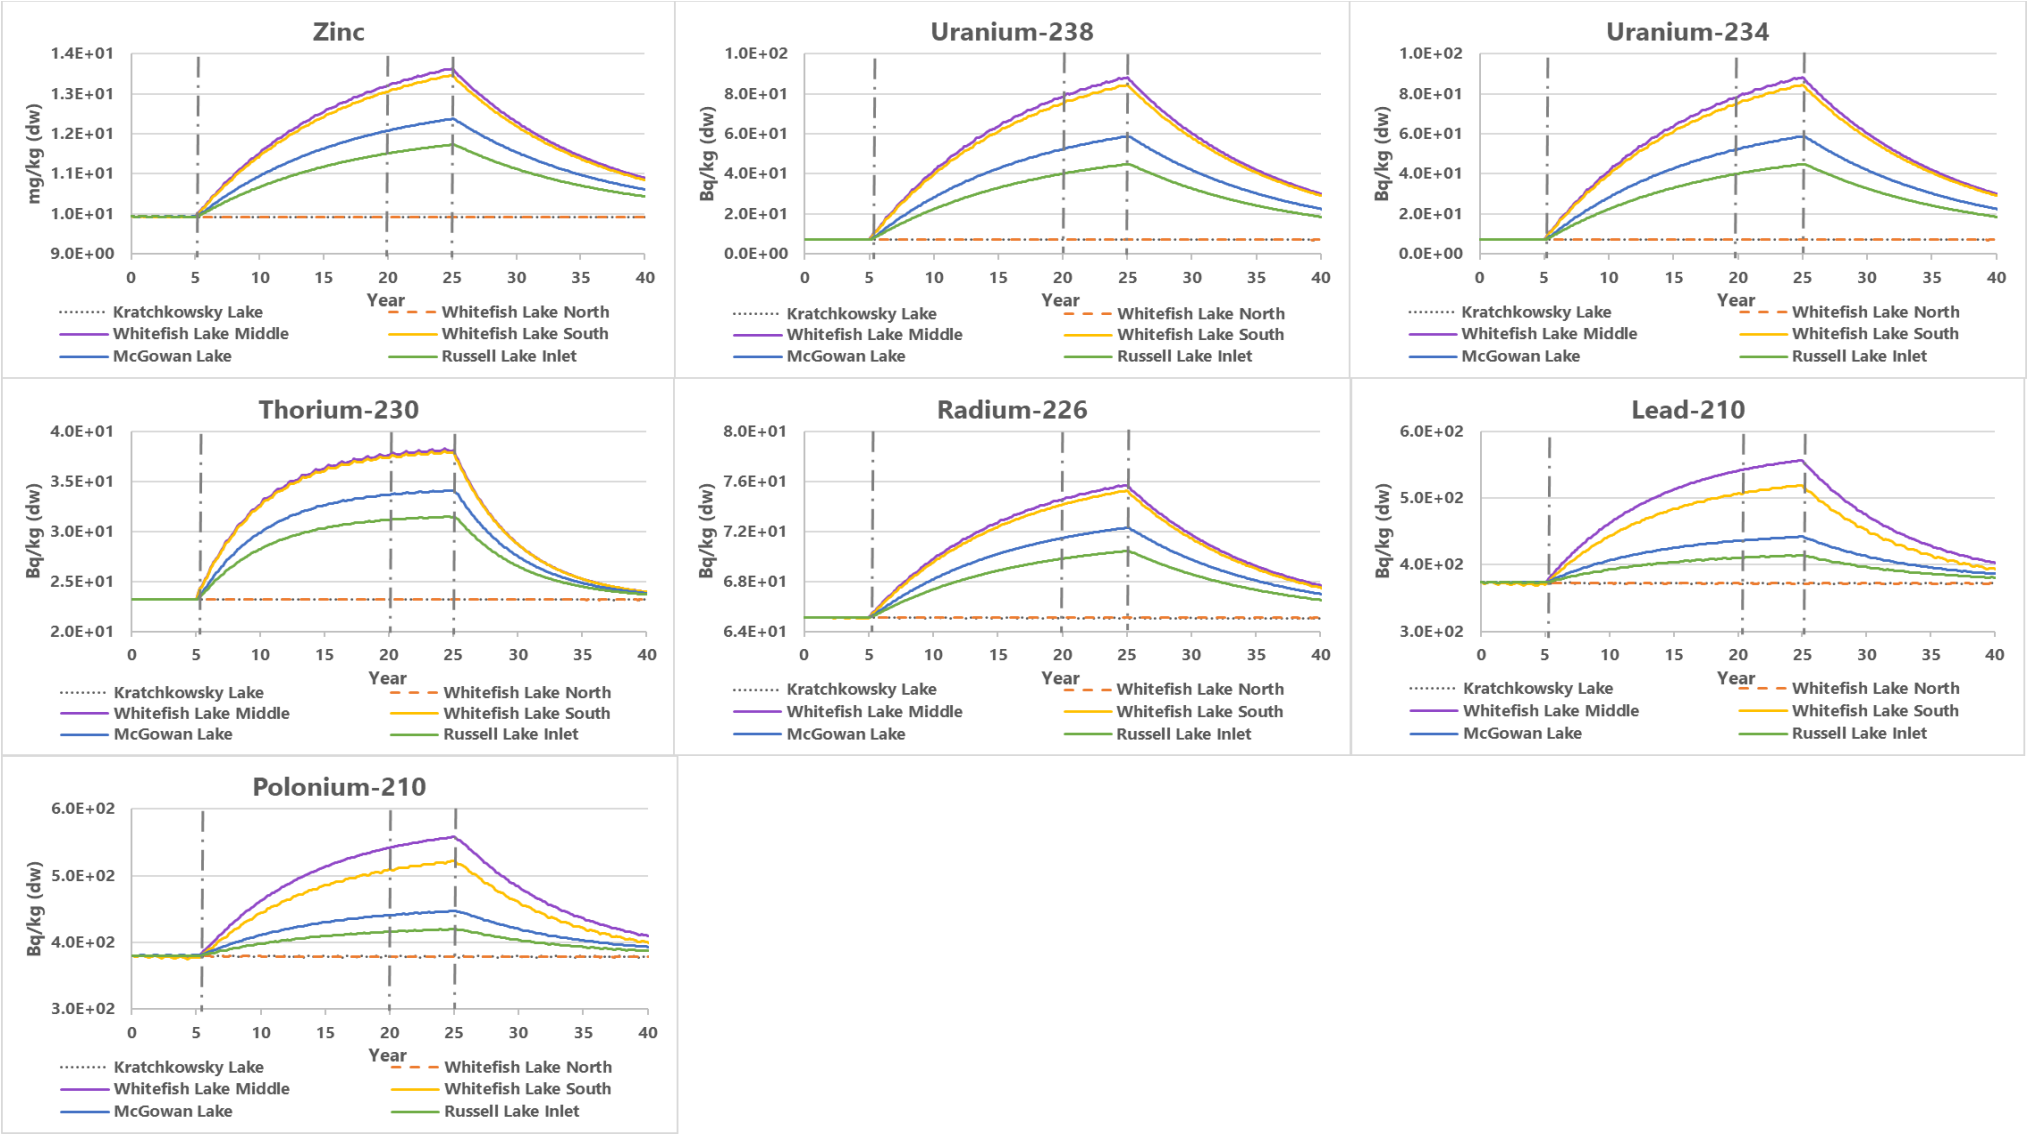 Zinc
1.4E+01
1.3E+01
1.2E+01
1.1E+01
1.0E+01
9.0E+00
mg/kg (dw)
0 5 10 15 20 25 30 35 40
Year
Kratchkowsky Lake Whitefish Lake North
Whitefish Lake Middle Whitefish Lake South
McGowan Lake Russell Lake Inlet
Uranium-238
1.0E+02
8.0E+01
6.0E+01
4.0E+01
2.0E+01
0.0E+00
Bq/kg (dw)
0 5 10 15 20 25 30 35 40
Year
Kratchkowsky Lake Whitefish Lake North
Whitefish Lake Middle Whitefish Lake South
McGowan Lake Russell Lake Inlet
Uranium-234
1.0E+02
8.0E+01
6.0E+01
4.0E+01
2.0E+01
0.0E+00
Bq/kg (dw)
0 5 10 15 20 25 30 35 40
Year
Kratchkowsky Lake Whitefish Lake North
Whitefish Lake Middle Whitefish Lake South
McGowan Lake Russell Lake Inlet
Thorium-230
4.0E+01
3.5E+01
3.0E+01
2.5E+01
2.0E+01
Bq/kg (dw)
0 5 10 15 20 25 30 35 40
Year
Kratchkowsky Lake Whitefish Lake North
Whitefish Lake Middle Whitefish Lake South
McGowan Lake Russell Lake Inlet
Radium-226
8.0E+01
7.6E+01
7.2E+01
6.8E+01
6.4E+01
Bq/kg (dw)
0 5 10 15 20 25 30 35 40
Year
Kratchkowsky Lake Whitefish Lake North
Whitefish Lake Middle Whitefish Lake South
McGowan Lake Russell Lake Inlet
Lead-210
6.0E+02
5.0E+02
4.0E+02
3.0E+02
Bq/kg (dw)
0 5 10 15 20 25 30 35 40
Year
Kratchkowsky Lake Whitefish Lake North
Whitefish Lake Middle Whitefish Lake South
McGowan Lake Russell Lake Inlet
Polonium-210
6.0E+02
5.0E+02
4.0E+02
3.0E+02
Bq/kg (dw)
0 5 10 15 20 25 30 35 40
Year
Kratchkowsky Lake Whitefish Lake North
Whitefish Lake Middle Whitefish Lake South
McGowan Lake Russell Lake Inlet